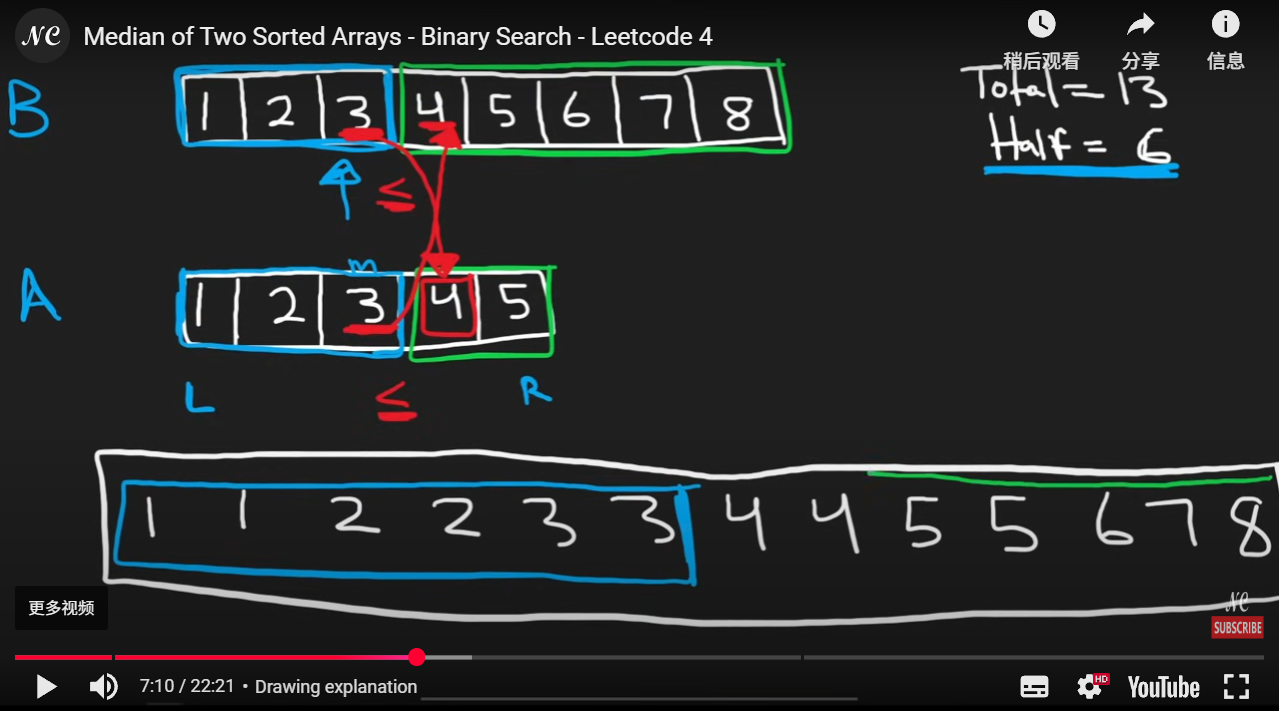 NC Median of Two Sorted Arrays - Binary Search - Leetcode 4
稍后观看 分享 信息
B 1 2 3 4 5 6 7 8
Total = 13
Half = 6
≤
m
A 1 2 3 4 5
L ≤ R
1 1 2 2 3 3 4 4 5 5 6 7 8
更多视频
NC
SUBSCRIBE
7:10 / 22:21 • Drawing explanation
HD
YouTube